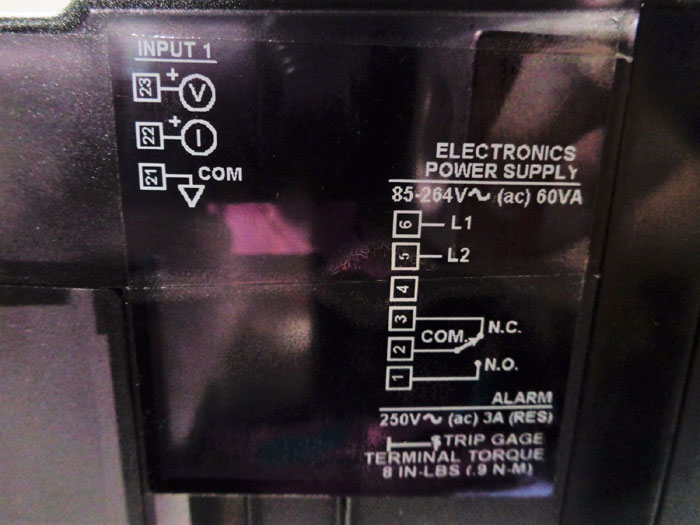 INPUT 1
23 + V
22 + I
21 COM
ELECTRONICS
POWER SUPPLY
85-264V~ (ac) 60VA
6 L1
5 L2
4
3 N.C.
2 COM.
1 N.O.
ALARM
250V~ (ac) 3A (RES)
TRIP GAGE
TERMINAL TORQUE
8 IN-LBS (.9 N-M)